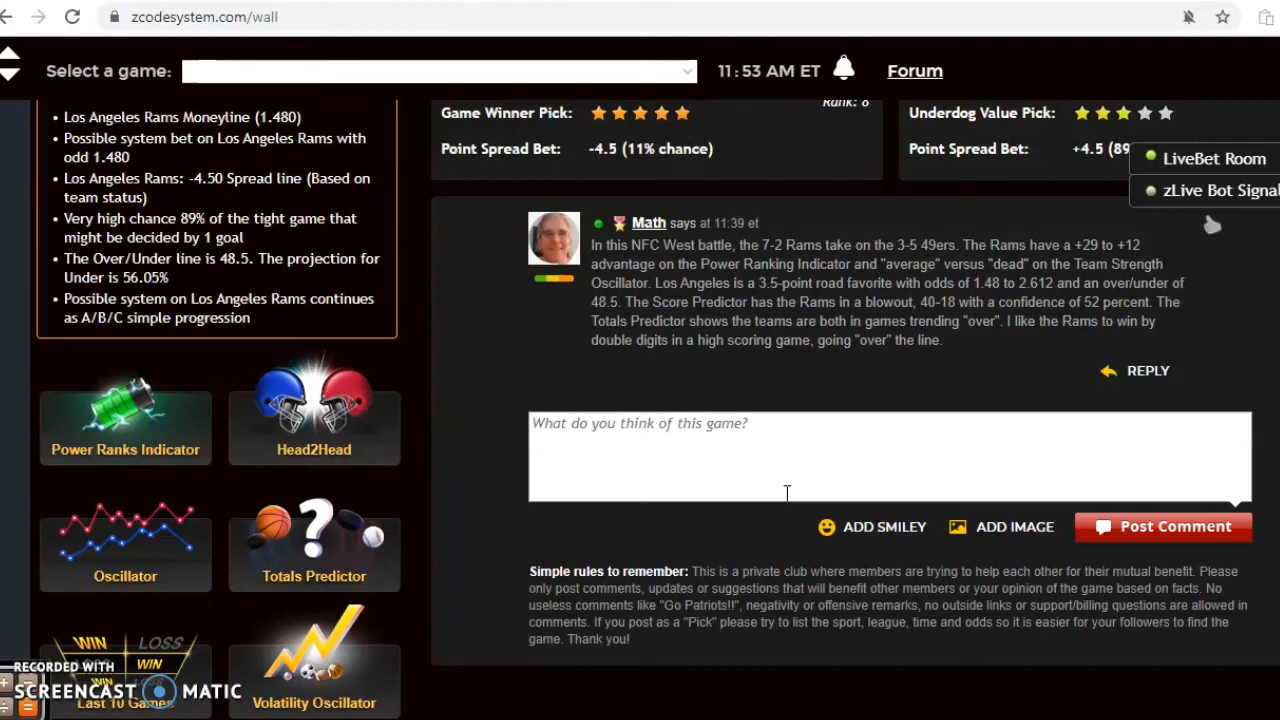 zcodesystem.com/wall
Select a game:
11:53 AM ET
Forum
Los Angeles Rams Moneyline (1.480)
Possible system bet on Los Angeles Rams with
odd 1.480
Los Angeles Rams: -4.50 Spread line (Based on
team status)
Very high chance 89% of the tight game that
might be decided by 1 goal
The Over/Under line is 48.5. The projection for
Under is 56.05%
Possible system on Los Angeles Rams continues
as A/B/C simple progression
Power Ranks Indicator
Head2Head
Oscillator
Totals Predictor
WIN LOSS
WIN
Last 10 Games
Volatility Oscillator
RECORDED WITH
SCREENCAST MATIC
Game Winner Pick:
Point Spread Bet: -4.5 (11% chance)
Underdog Value Pick:
Point Spread Bet: +4.5 (89
LiveBet Room
zLive Bot Signal
Math says at 11:39 et
In this NFC West battle, the 7-2 Rams take on the 3-5 49ers. The Rams have a +29 to +12
advantage on the Power Ranking Indicator and "average" versus "dead" on the Team Strength
Oscillator. Los Angeles is a 3.5-point road favorite with odds of 1.48 to 2.612 and an over/under of
48.5. The Score Predictor has the Rams in a blowout, 40-18 with a confidence of 52 percent. The
Totals Predictor shows the teams are both in games trending "over". I like the Rams to win by
double digits in a high scoring game, going "over" the line.
REPLY
What do you think of this game?
ADD SMILEY
ADD IMAGE
Post Comment
Simple rules to remember: This is a private club where members are trying to help each other for their mutual benefit. Please
only post comments, updates or suggestions that will benefit other members or your opinion of the game based on facts. No
useless comments like "Go Patriots!!", negativity or offensive remarks, no outside links or support/billing questions are allowed in
comments. If you post as a "Pick" please try to list the sport, league, time and odds so it is easier for your followers to find the
game. Thank you!